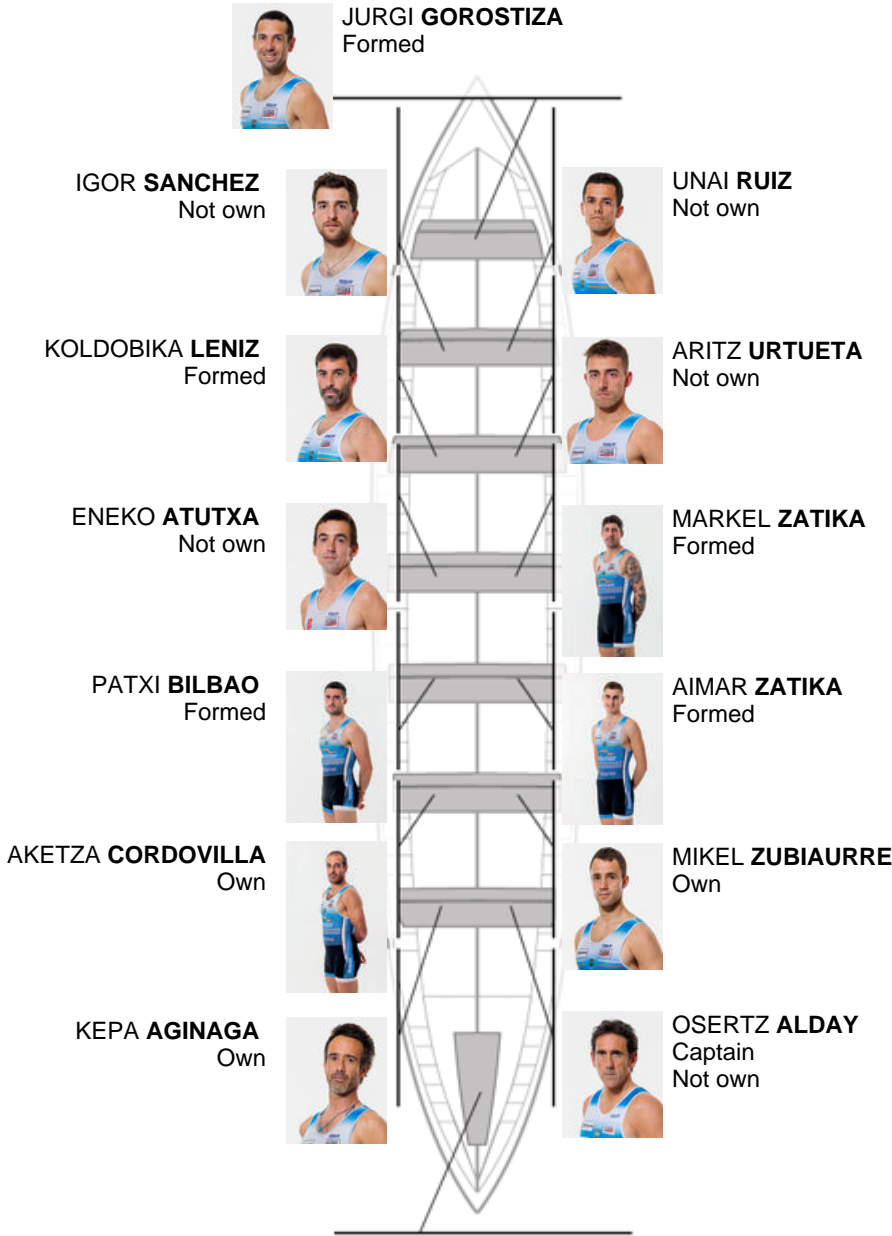 JURGI GOROSTIZA
Formed
IGOR SANCHEZ
Not own
UNAI RUIZ
Not own
KOLDOBIKA LENIZ
Formed
ARITZ URTUETA
Not own
ENEKO ATUTXA
Not own
MARKEL ZATIKA
Formed
PATXI BILBAO
Formed
AIMAR ZATIKA
Formed
AKETZA CORDOVILLA
Own
MIKEL ZUBIAURRE
Own
KEPA AGINAGA
Own
OSERTZ ALDAY
Captain
Not own